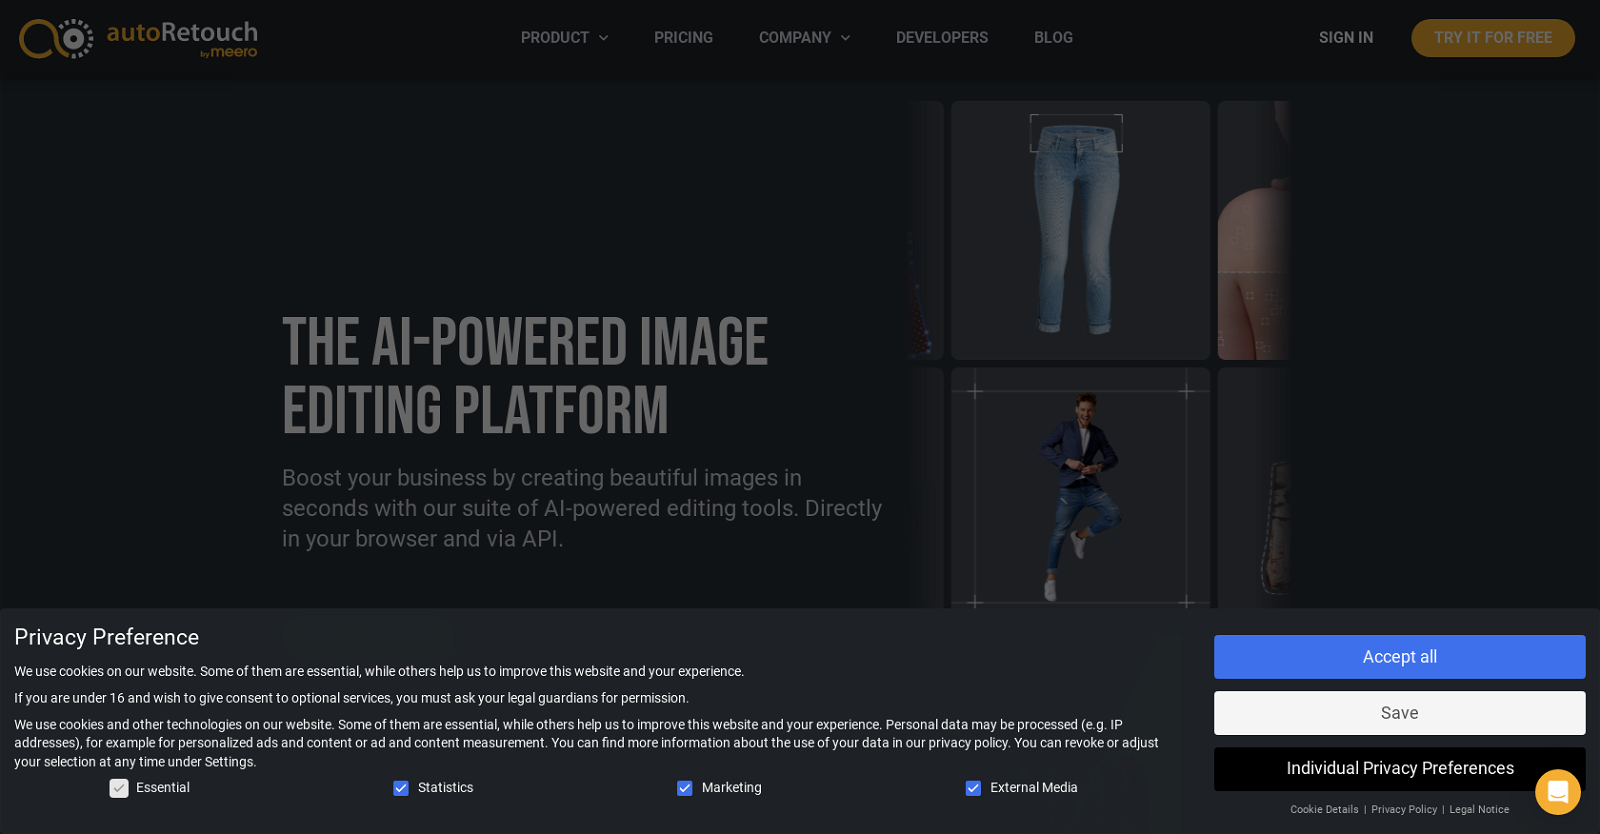 autoRetouch
by meero
PRODUCT
PRICING
COMPANY
DEVELOPERS
BLOG
SIGN IN
TRY IT FOR FREE
THE AI-POWERED IMAGE
EDITING PLATFORM
Boost your business by creating beautiful images in
seconds with our suite of AI-powered editing tools. Directly
in your browser and via API.
Privacy Preference
We use cookies on our website. Some of them are essential, while others help us to improve this website and your experience.
If you are under 16 and wish to give consent to optional services, you must ask your legal guardians for permission.
We use cookies and other technologies on our website. Some of them are essential, while others help us to improve this website and your experience. Personal data may be processed (e.g. IP
addresses), for example for personalized ads and content or ad and content measurement. You can find more information about the use of your data in our privacy policy. You can revoke or adjust
your selection at any time under Settings.
Essential
Statistics
Marketing
External Media
Accept all
Save
Individual Privacy Preferences
Cookie Details | Privacy Policy | Legal Notice